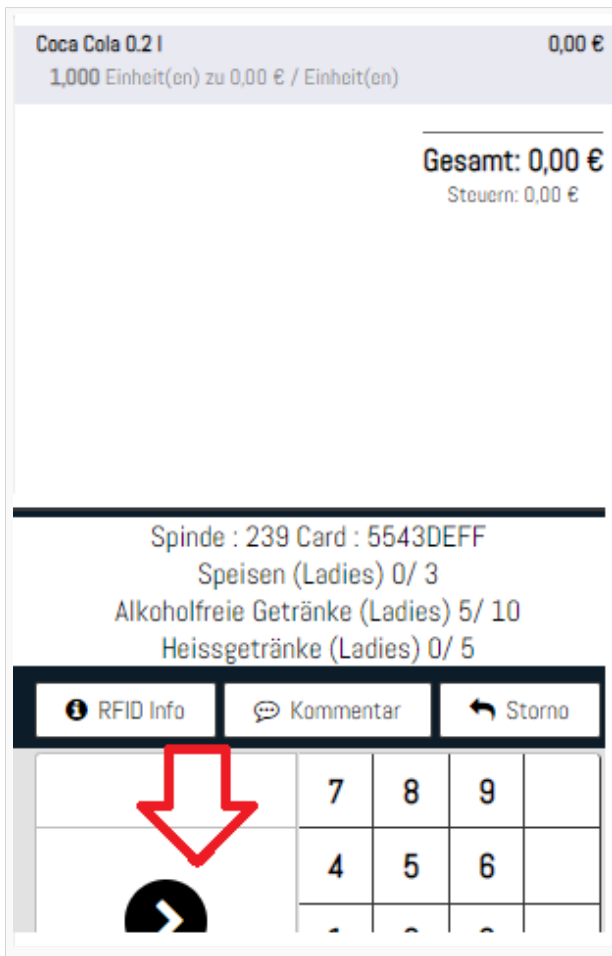 Coca Cola 0.2 l 0,00 €
1,000 Einheit(en) zu 0,00 € / Einheit(en)
Gesamt: 0,00 €
Steuern: 0,00 €
Spinde : 239 Card : 5543DEFF
Speisen (Ladies) 0/ 3
Alkoholfreie Getränke (Ladies) 5/ 10
Heissgetränke (Ladies) 0/ 5
RFID Info Kommentar Storno
7 8 9
4 5 6